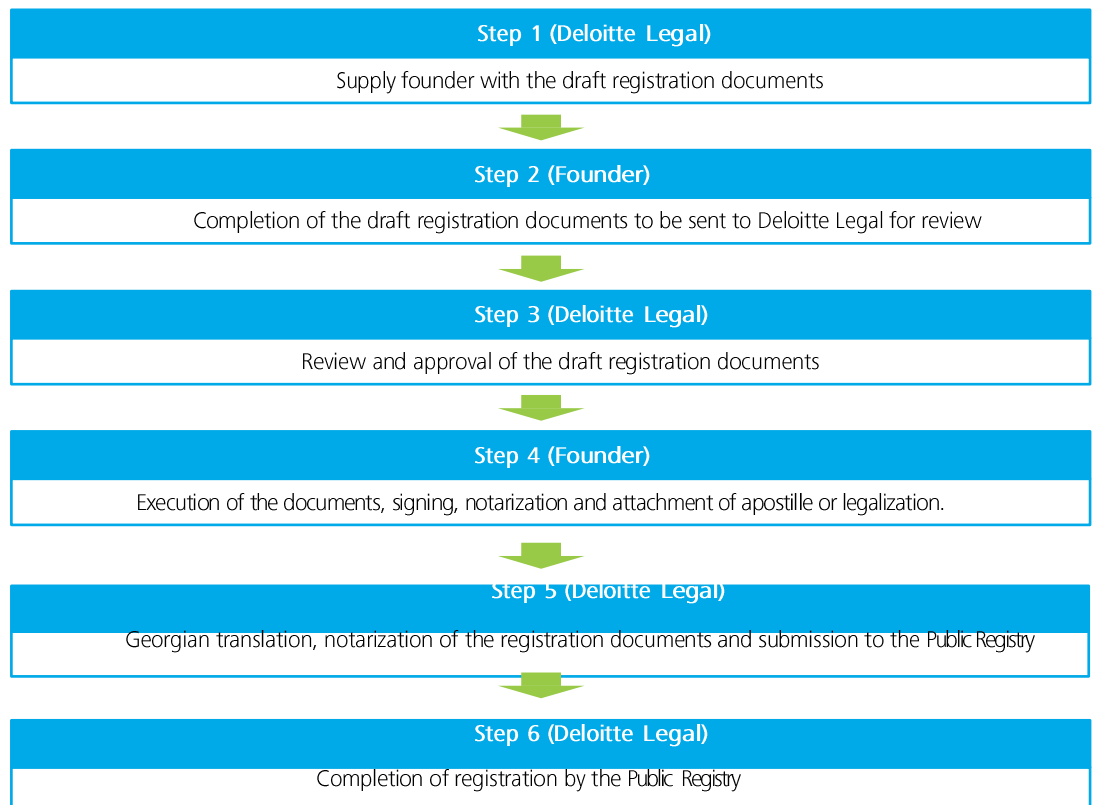 Step 1 (Deloitte Legal)
Supply founder with the draft registration documents
Step 2 (Founder)
Completion of the draft registration documents to be sent to Deloitte Legal for review
Step 3 (Deloitte Legal)
Review and approval of the draft registration documents
Step 4 (Founder)
Execution of the documents, signing, notarization and attachment of apostille or legalization.
Step 5 (Deloitte Legal)
Georgian translation, notarization of the registration documents and submission to the Public Registry
Step 6 (Deloitte Legal)
Completion of registration by the Public Registry